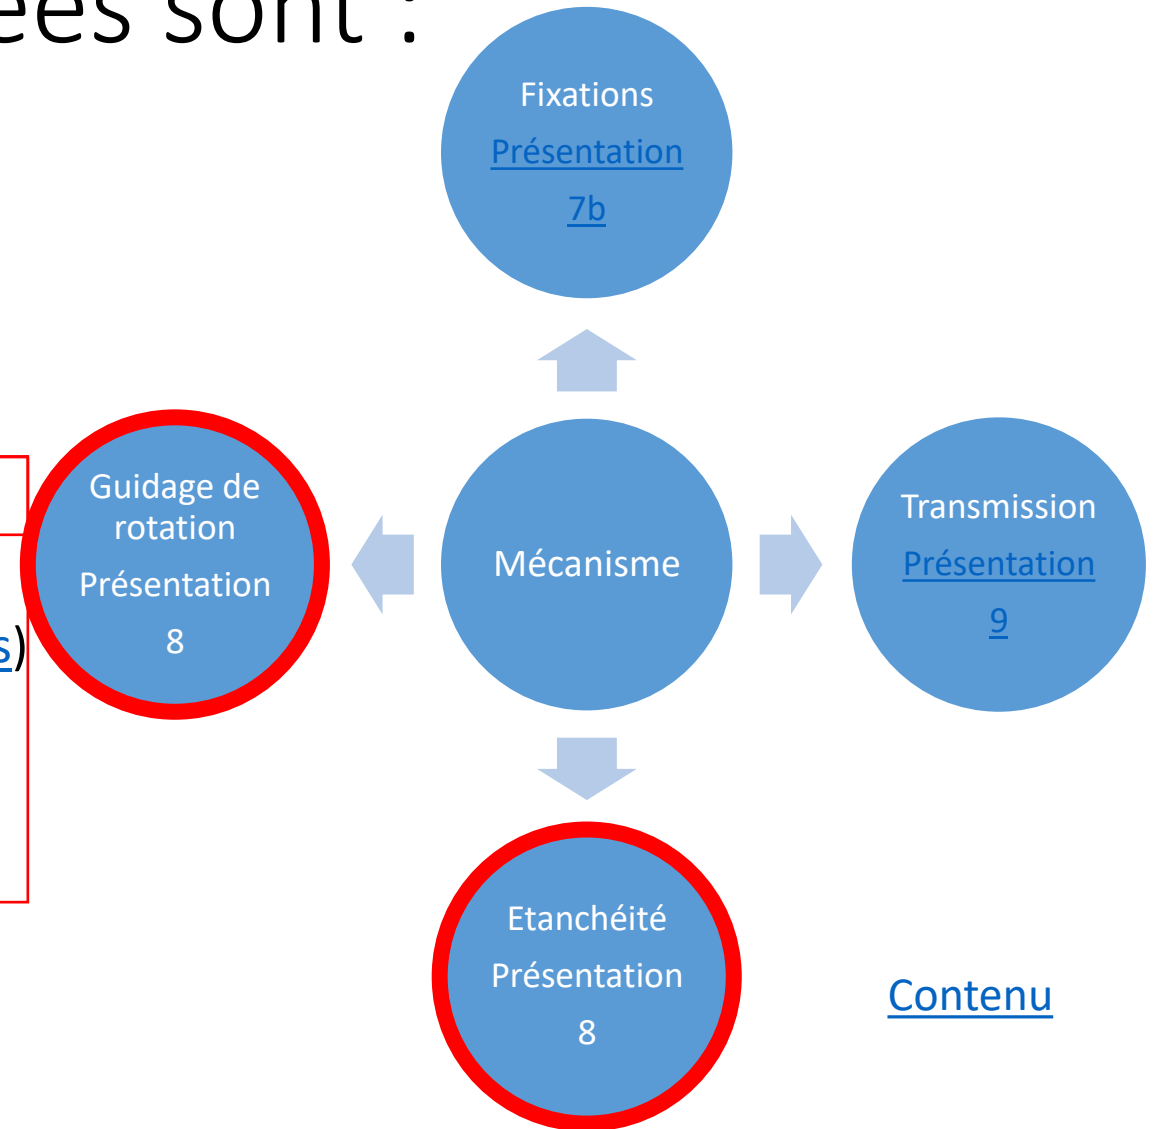 ées sont :
Fixations
Présentation
7b
Guidage de
rotation
Présentation
8
s)
Mécanisme
Transmission
Présentation
9
Etanchéité
Présentation
8
Contenu